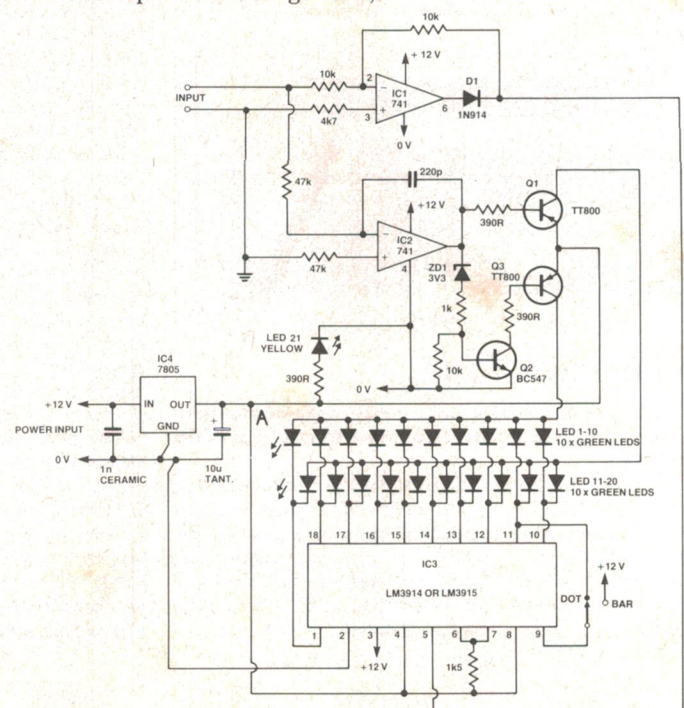 10k
+ 12 V
10k
2
IC1
741
6
D1
1N914
INPUT
4k7
3
0 V
220p
47k
+ 12 V
Q1
TT800
390R
IC2
741
4
ZD1
3V3
Q3
TT800
47k
1k
390R
LED 21
YELLOW
10k
Q2
BC547
390R
0 V
IC4
7805
+12 V
IN
OUT
GND
A
POWER INPUT
0 V
1n
CERAMIC
+
10u
TANT.
LED 1-10
10 x GREEN LEDS
LED 11-20
10 x GREEN LEDS
18 17 16 15 14 13 12 11 10
IC3
LM3914 OR LM3915
1 2 3 4 5 6 7 8 9
+12 V
1k5
DOT
+12 V
BAR